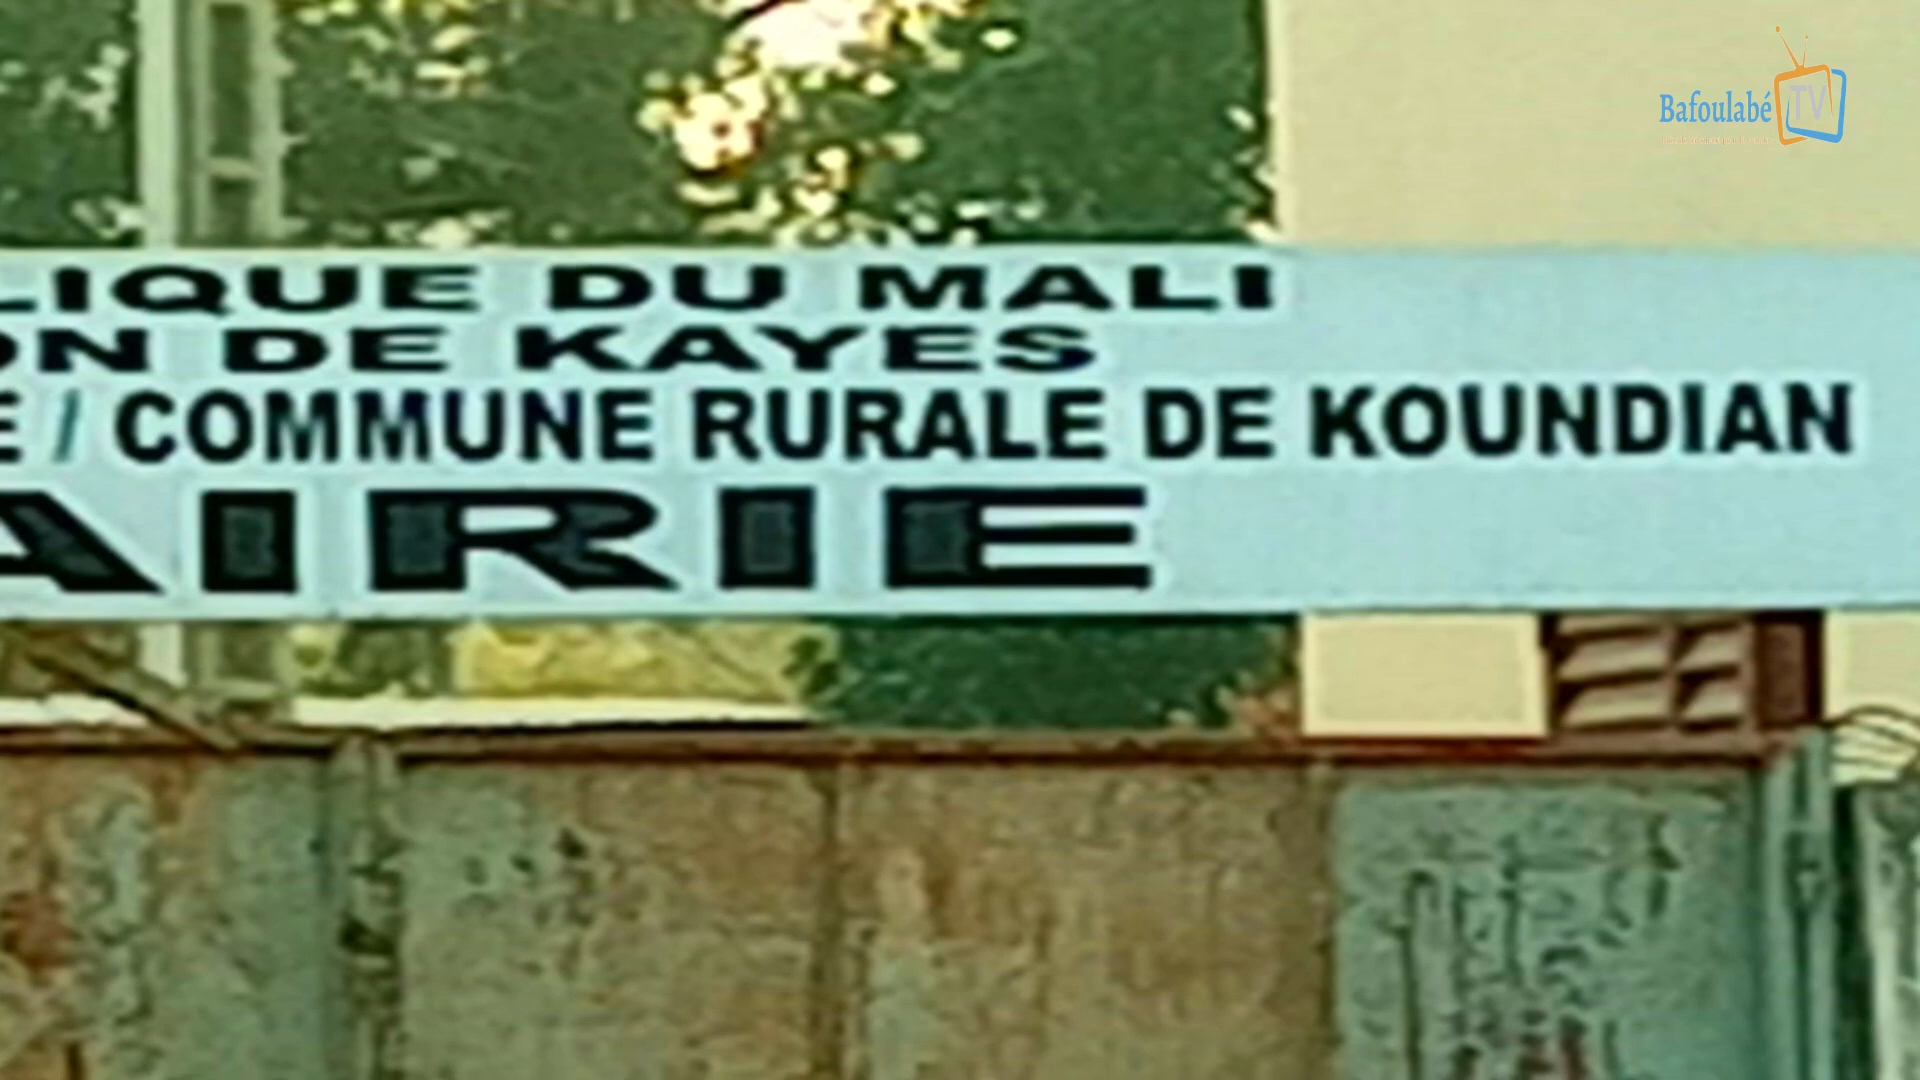 Bafoulabé TV
LIQUE DU MALI
ON DE KAYES
E / COMMUNE RURALE DE KOUNDIAN
AIRIE